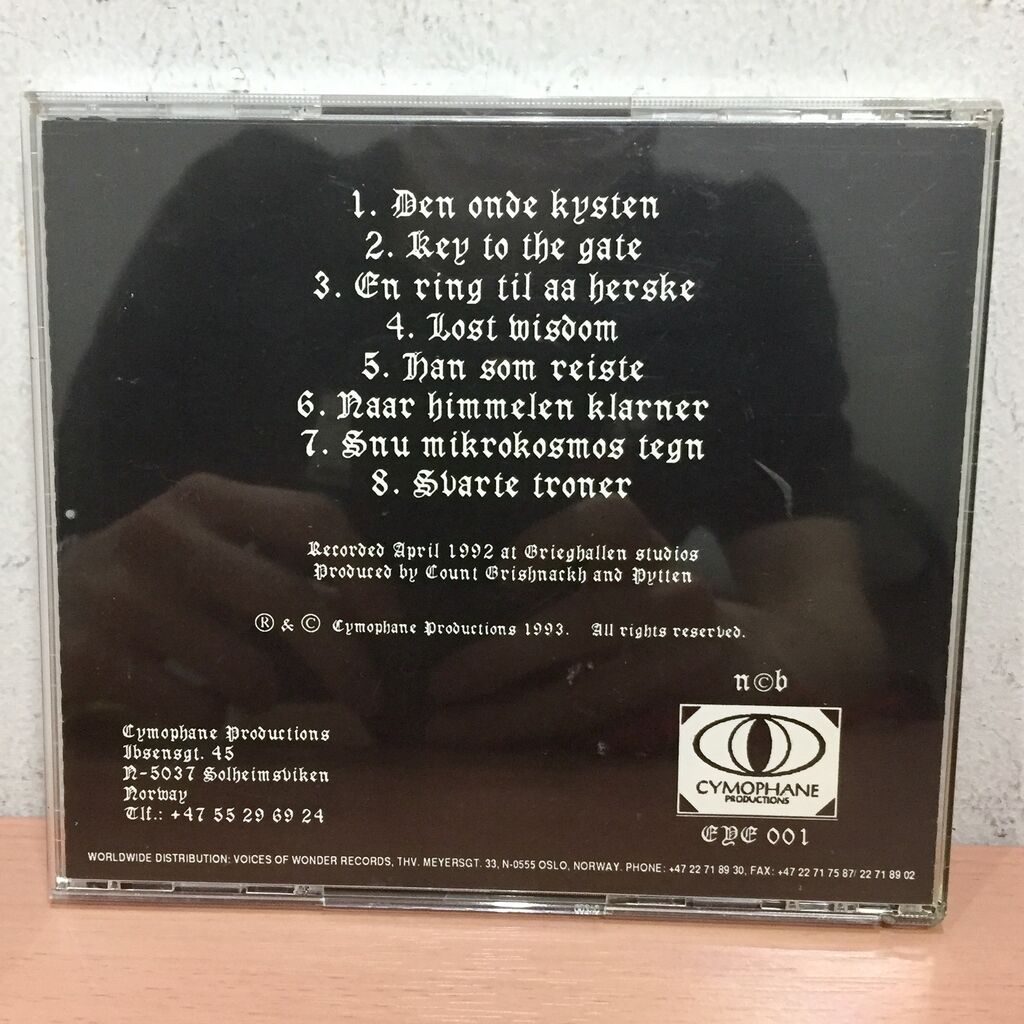 1. Den onde kysten
2. Key to the gate
3. En ring til aa herske
4. Lost wisdom
5. Han som reiste
6. Naar himmelen klarner
7. Snu mikrokosmos tegn
8. Svarte troner
Recorded April 1992 at Grieghallen studios
Produced by Count Grishnackh and Pytten
® & © Cymophane Productions 1993. All rights reserved.
n©b
CYMOPHANE
PRODUCTIONS
EYE 001
Cymophane Productions
Ibsensgt. 45
N-5037 Solheimsviken
Norway
Tlf.: +47 55 29 69 24
WORLDWIDE DISTRIBUTION: VOICES OF WONDER RECORDS, THV. MEYERSGT. 33, N-0555 OSLO, NORWAY. PHONE: +47 22 71 89 30, FAX: +47 22 71 75 87/ 22 71 89 02